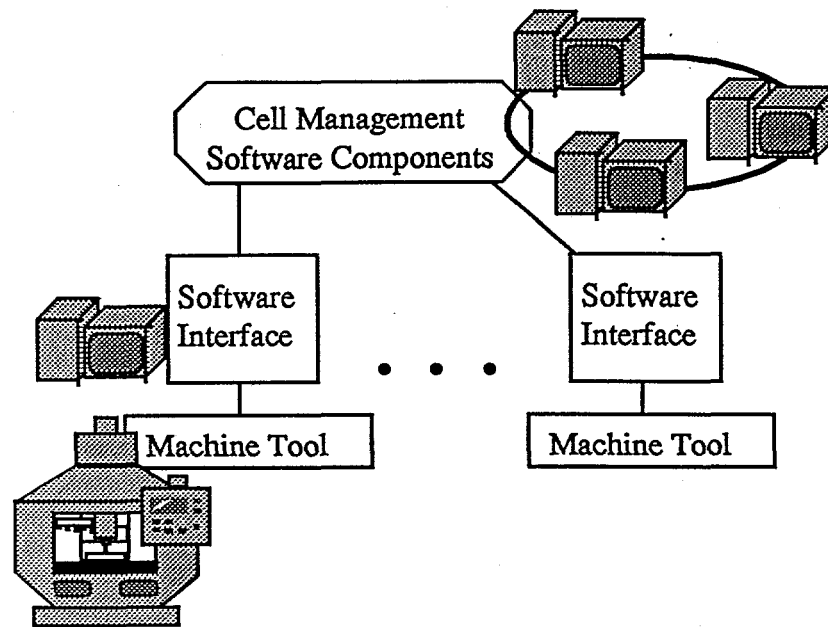 Cell Management
Software Components
Software
Interface
Software
Interface
• • •
Machine Tool
Machine Tool